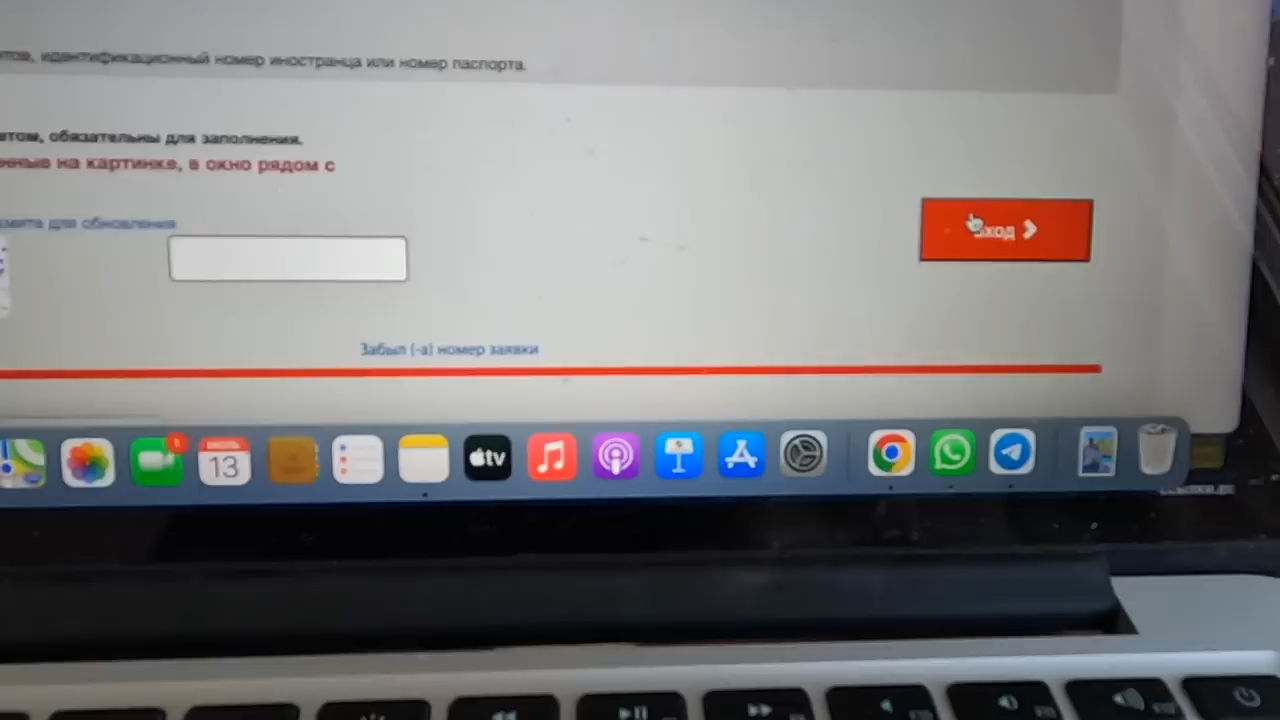 идентификационный номер иностранца или номер паспорта.
обязательны для заполнения.
на картинке, в окно рядом с
для обновления
Вход
Забыл (-а) номер заявки
1
13
tv